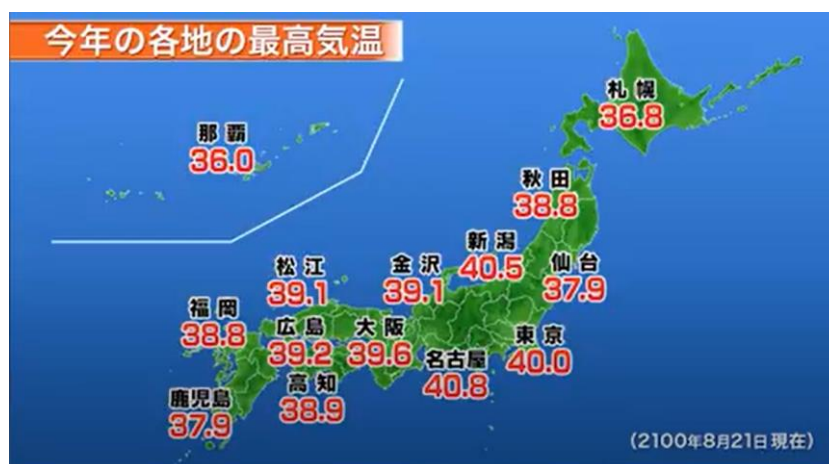 今年の各地の最高気温
札幌
36.8
那覇
36.0
秋田
38.8
新潟
40.5
仙台
37.9
金沢
39.1
松江
39.1
福岡
38.8
広島
39.2
大阪
39.6
東京
40.0
名古屋
40.8
高知
38.9
鹿児島
37.9
(2100年8月21日現在)